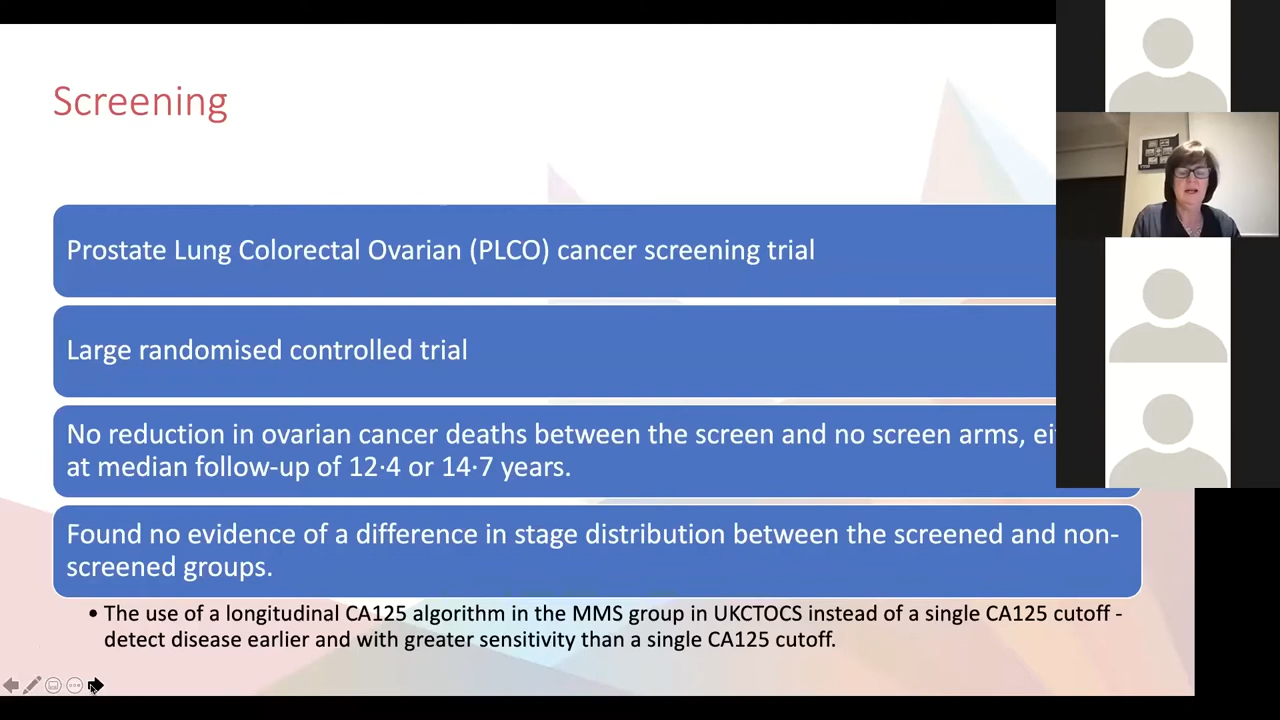 Screening
Prostate Lung Colorectal Ovarian (PLCO) cancer screening trial
Large randomised controlled trial
No reduction in ovarian cancer deaths between the screen and no screen arms,
at median follow-up of 12·4 or 14·7 years.
Found no evidence of a difference in stage distribution between the screened and non-
screened groups.
• The use of a longitudinal CA125 algorithm in the MMS group in UKCTOCS instead of a single CA125 cutoff -
detect disease earlier and with greater sensitivity than a single CA125 cutoff.